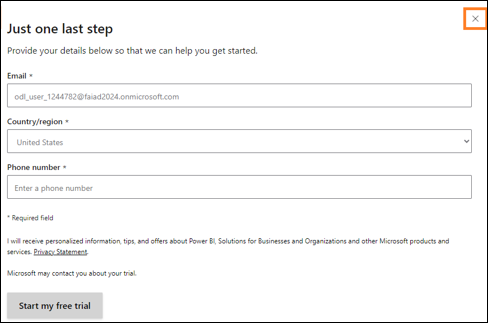 Just one last step
Provide your details below so that we can help you get started.
Email *
odl_user_1244782@faiad2024.onmicrosoft.com
Country/region *
United States
Phone number *
Enter a phone number
* Required field
I will receive personalized information, tips, and offers about Power BI, Solutions for Businesses and Organizations and other Microsoft products and
services. Privacy Statement.
Microsoft may contact you about your trial.
Start my free trial